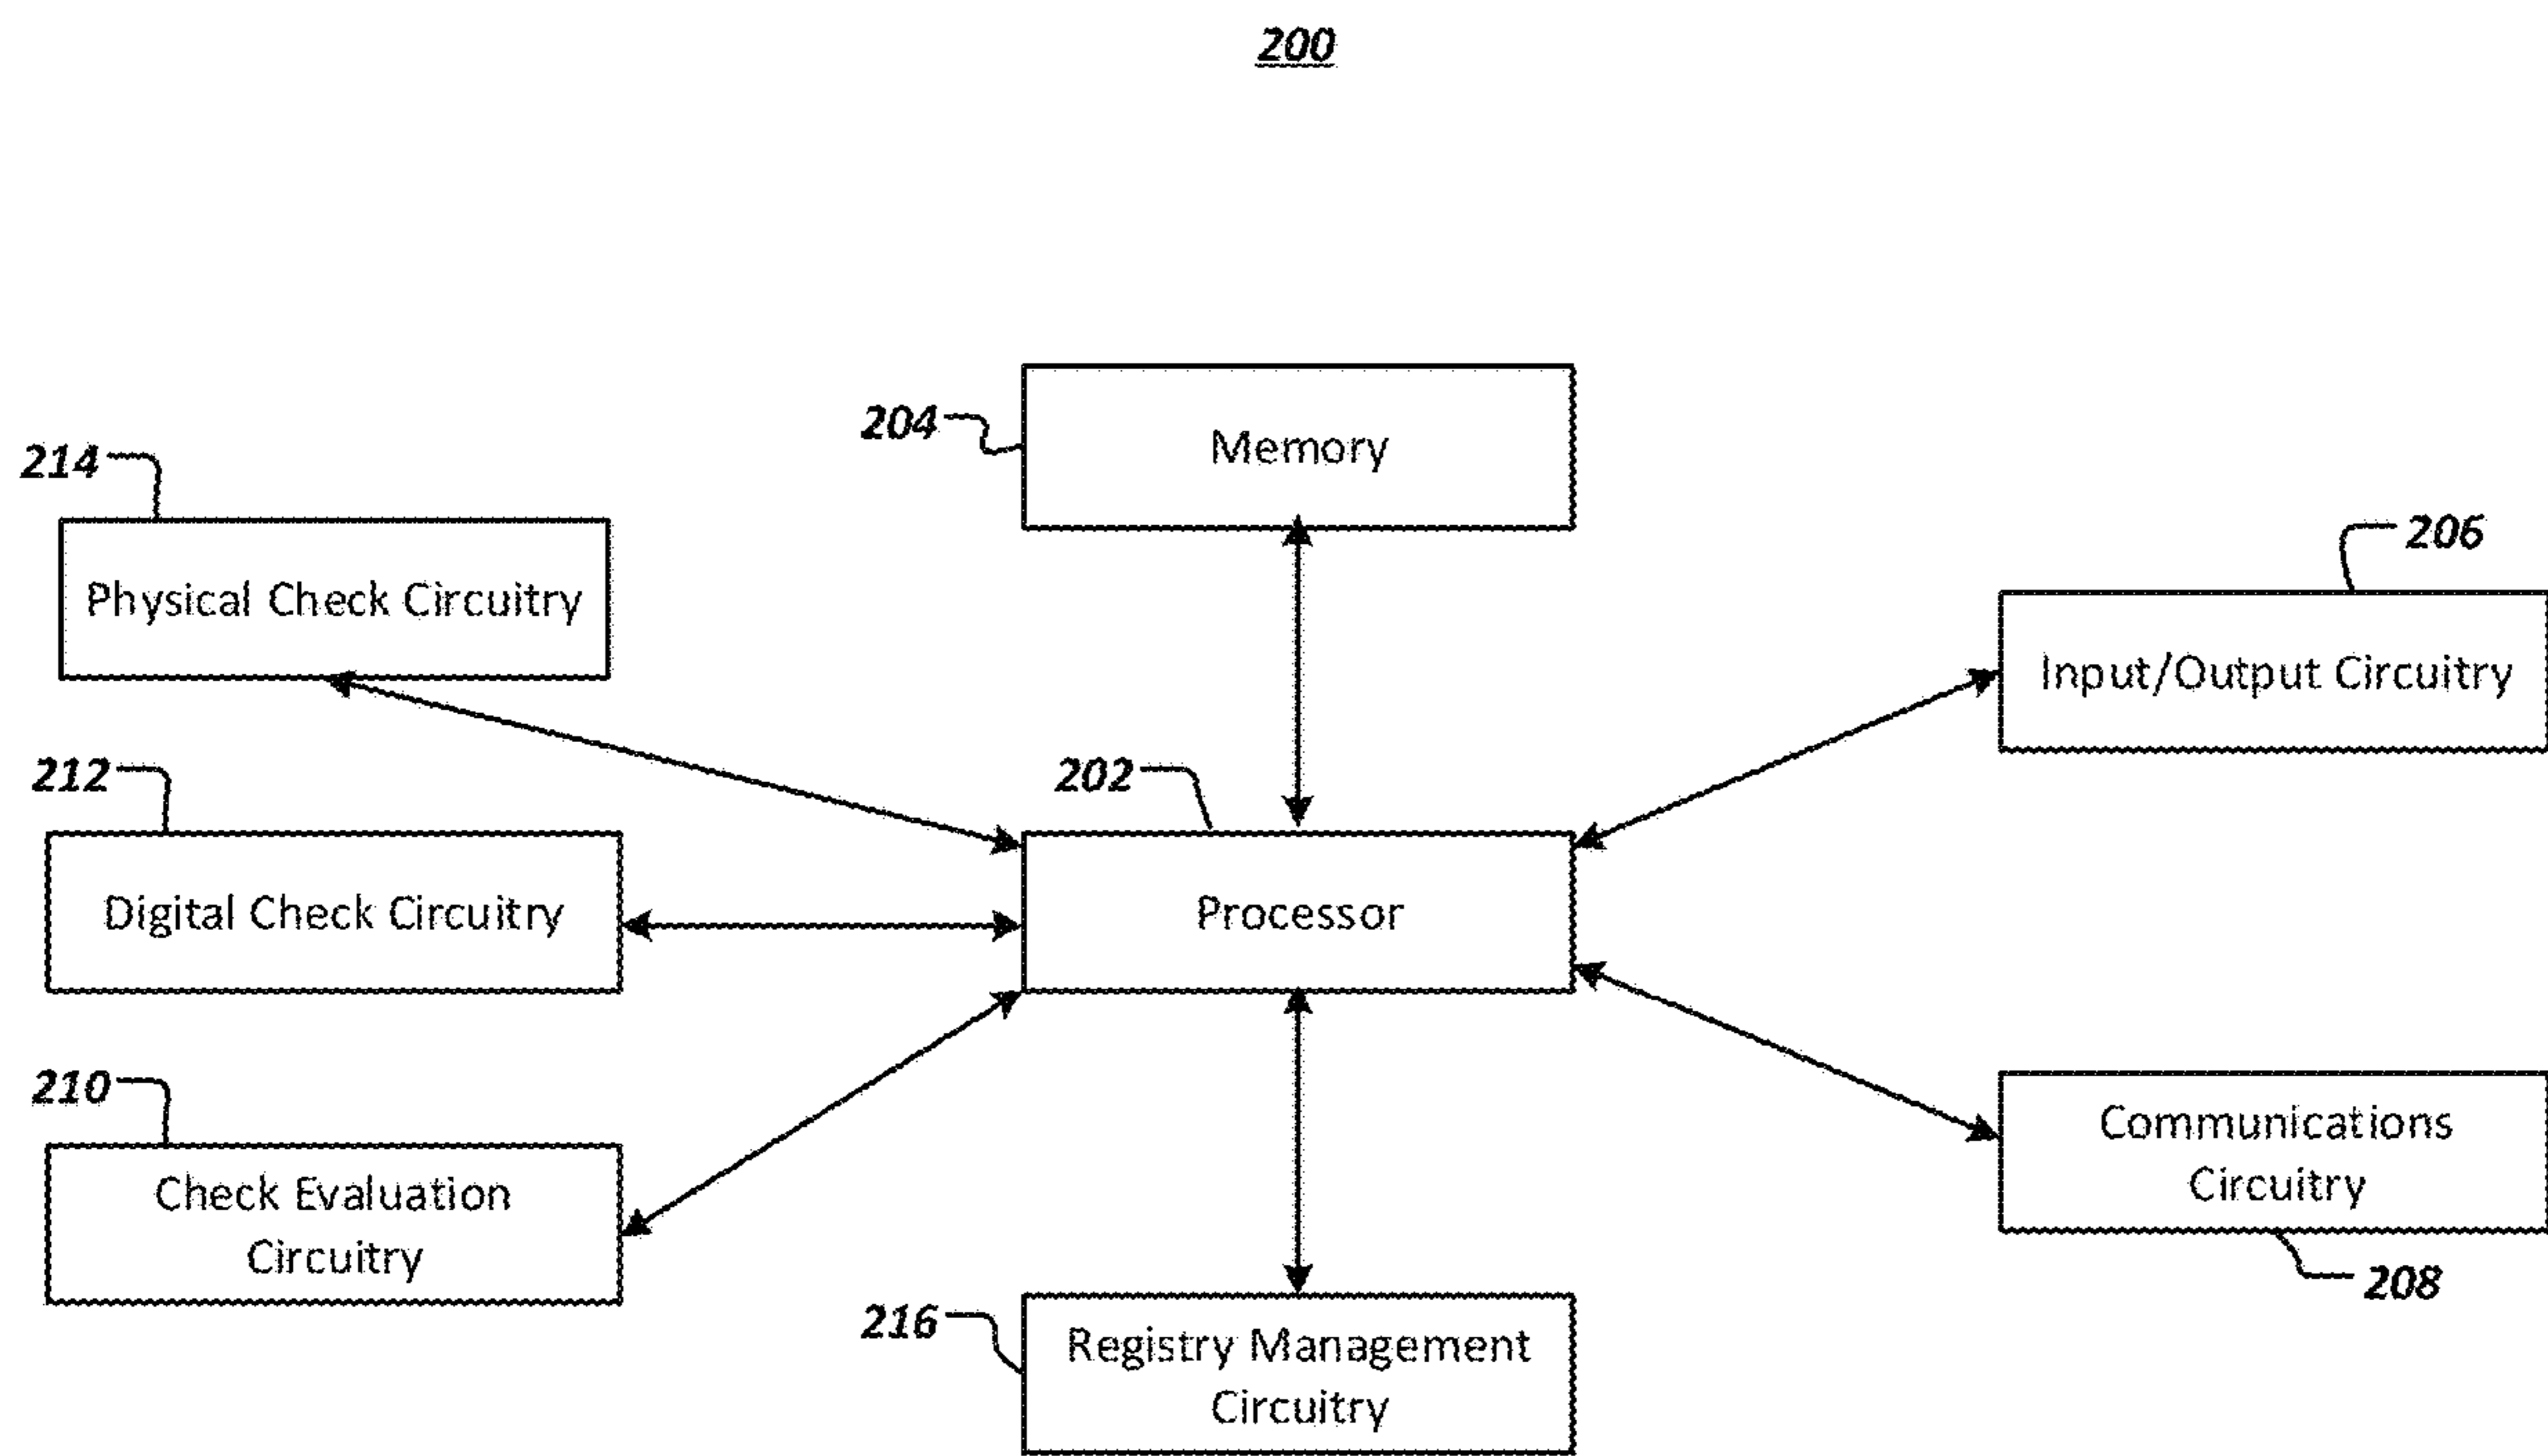 200
204
Memory
214
Physical Check Circuitry
206
Input/Output Circuitry
212
Digital Check Circuitry
202
Processor
210
Check Evaluation
Circuitry
Communications
Circuitry
208
216
Registry Management
Circuitry